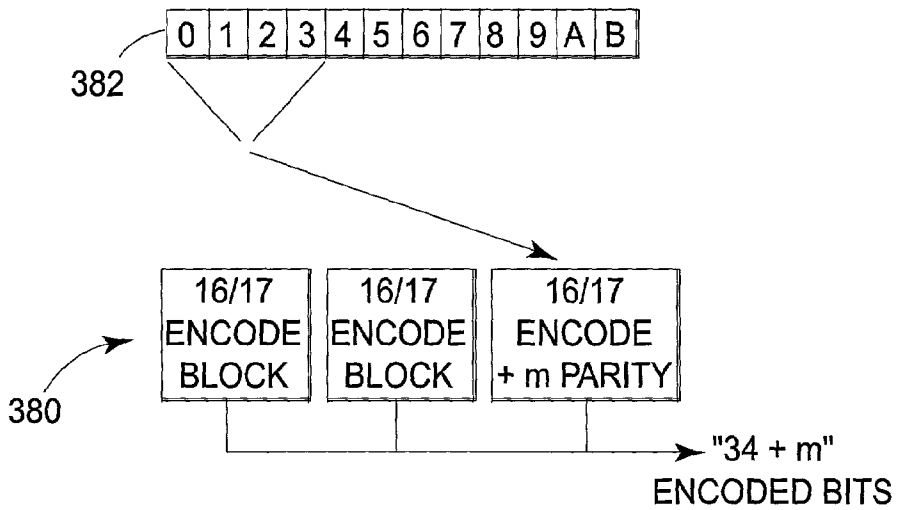 0 1 2 3 4 5 6 7 8 9 A B
382
16/17
ENCODE
BLOCK
16/17
ENCODE
BLOCK
16/17
ENCODE
+ m PARITY
380
"34 + m"
ENCODED BITS